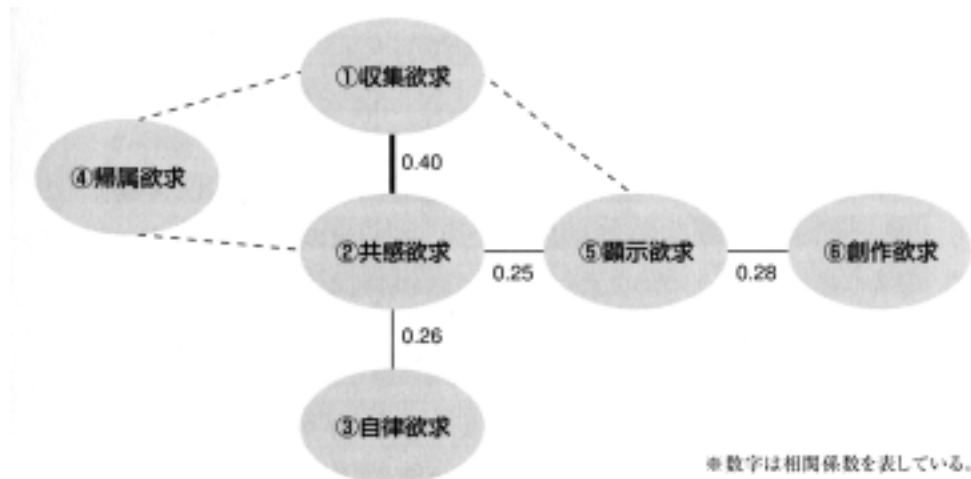 ①収集欲求
0.40
④帰属欲求
②共感欲求
0.25
⑤顕示欲求
0.28
⑥創作欲求
0.26
③自律欲求
※数字は相関係数を表している。